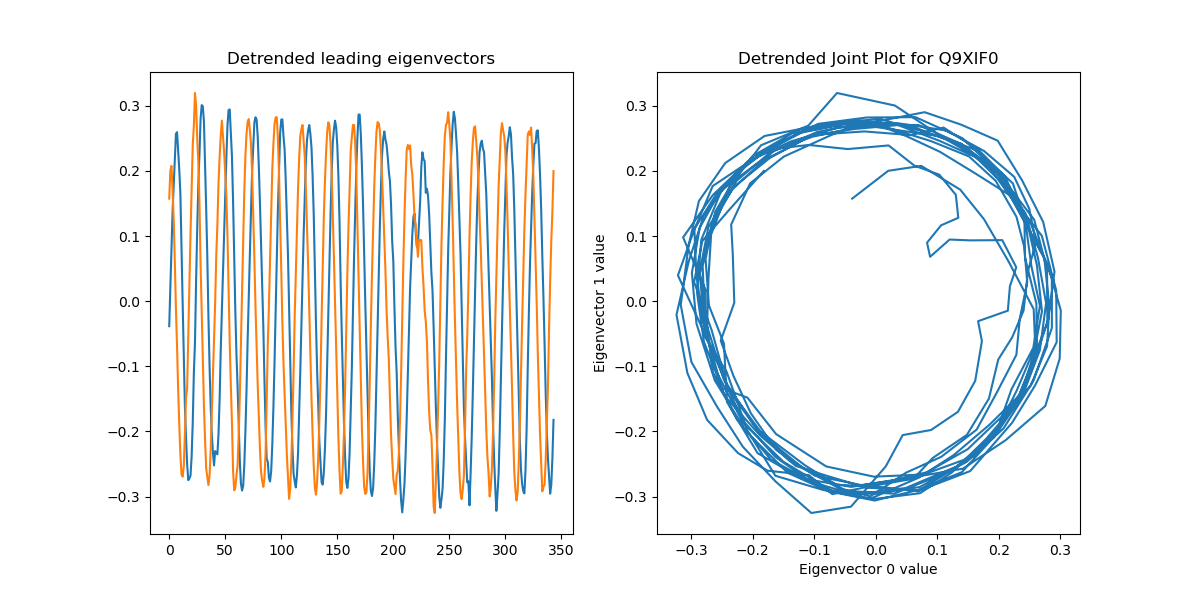 Detrended leading eigenvectors
0.3
0.2
0.1
0.0
−0.1
−0.2
−0.3
0 50 100 150 200 250 300 350
Detrended Joint Plot for Q9XIF0
Eigenvector 1 value
0.3
0.2
0.1
0.0
−0.1
−0.2
−0.3
−0.3 −0.2 −0.1 0.0 0.1 0.2 0.3
Eigenvector 0 value